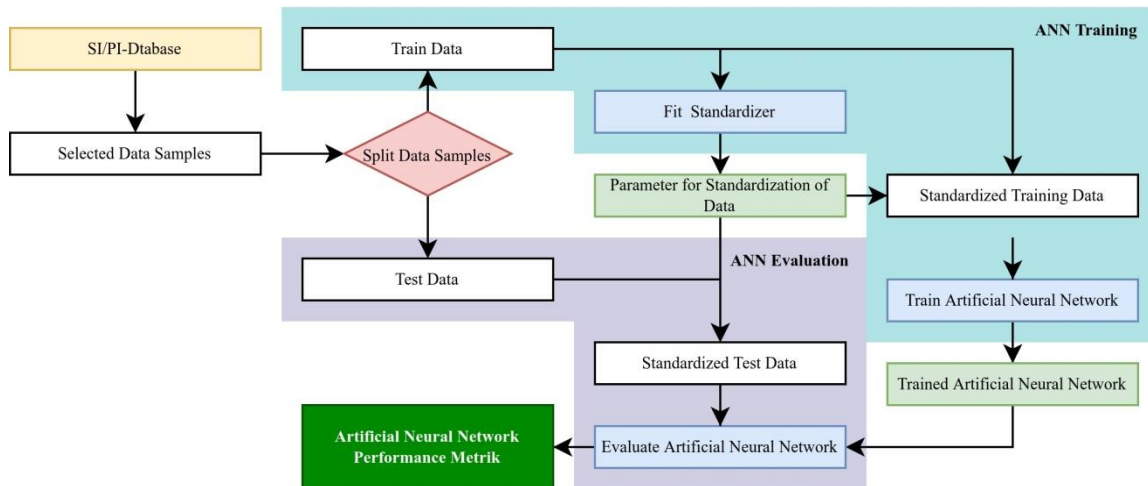 ANN Training
SI/PI-Dtabase
Train Data
Fit Standardizer
Selected Data Samples
Split Data Samples
Parameter for Standardization of
Data
Standardized Training Data
ANN Evaluation
Test Data
Train Artificial Neural Network
Standardized Test Data
Trained Artificial Neural Network
Artificial Neural Network
Performance Metrik
Evaluate Artificial Neural Network